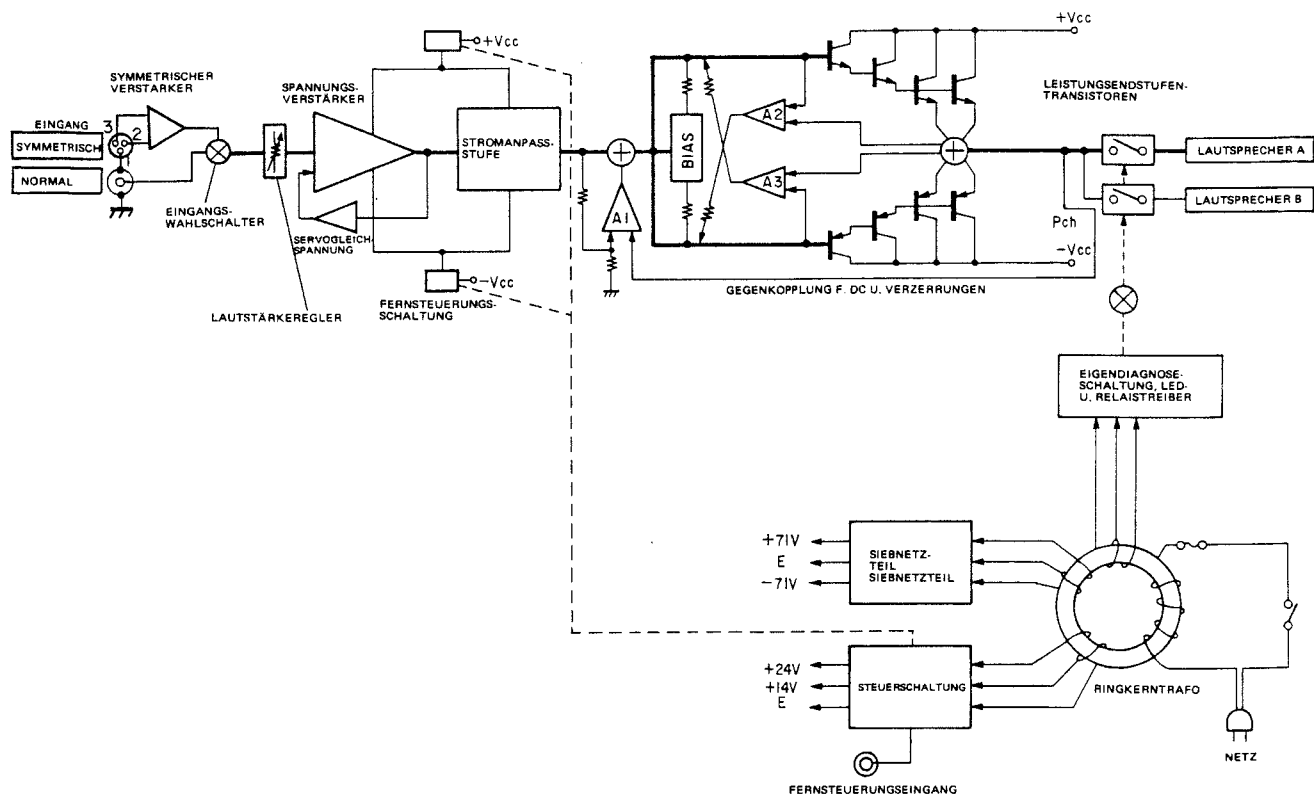 +Vcc
+Vcc
SYMMETRISCHER
VERSTARKER
SPANNUNGS-
VERSTÄRKER
LEISTUNGSENDSTUFEN-
TRANSISTOREN
EINGANG
3
2
SYMMETRISCH
1
NORMAL
STROMANPASS-
STUFE
BIAS
A2
A3
A1
LAUTSPRECHER A
LAUTSPRECHER B
EINGANGS-
WAHLSCHALTER
SERVOGLEICH-
SPANNUNG
Pch
-Vcc
-Vcc
GEGENKOPPLUNG F. DC U. VERZERRUNGEN
FERNSTEUERUNGS-
SCHALTUNG
LAUTSTÄRKEREGLER
EIGENDIAGNOSE-
SCHALTUNG, LED-
U. RELAISTREIBER
+71V
E
-71V
SIEBNETZ-
TEIL
SIEBNETZTEIL
+24V
+14V
E
STEUERSCHALTUNG
RINGKERNTRAFO
NETZ
FERNSTEUERUNGSEINGANG